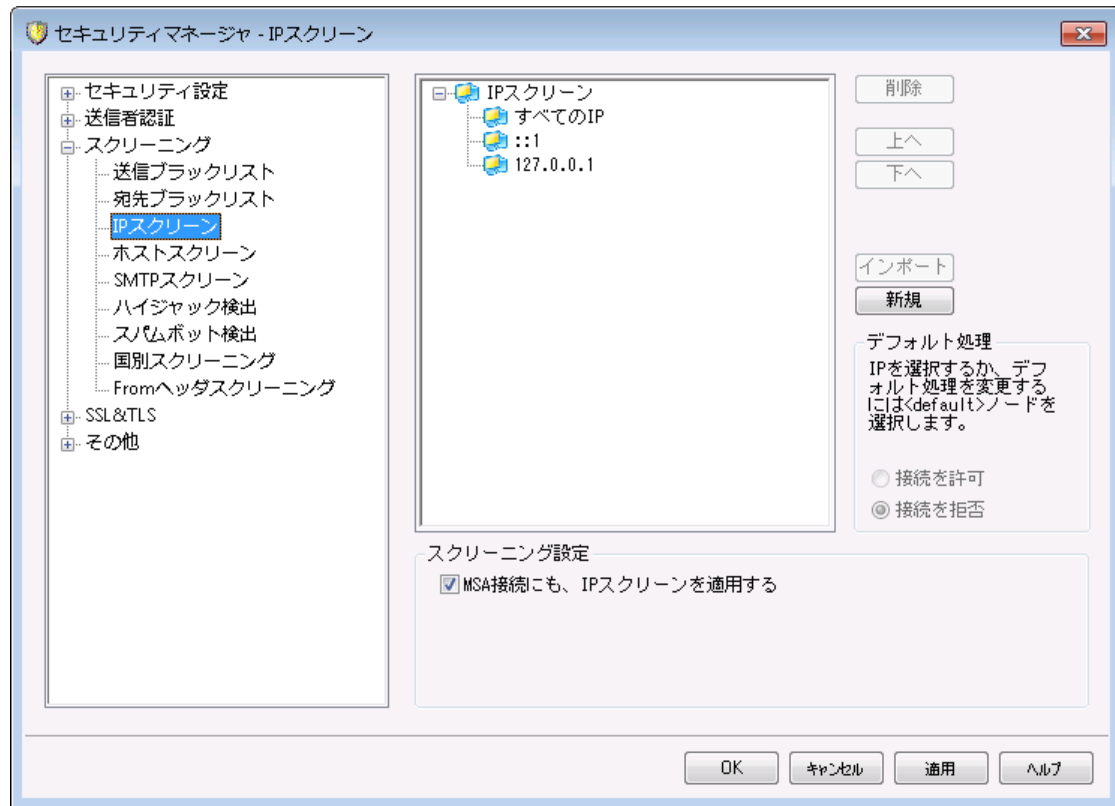 セキュリティマネージャ - IPスクリーン
セキュリティ設定
送信者認証
スクリーニング
送信ブラックリスト
宛先ブラックリスト
IPスクリーン
ホストスクリーン
SMTPスクリーン
ハイジャック検出
スパムボット検出
国別スクリーニング
Fromヘッダスクリーニング
SSL&TLS
その他
IPスクリーン
すべてのIP
::1
127.0.0.1
削除
上へ
下へ
インポート
新規
デフォルト処理
IPを選択するか、デフ
ォルト処理を変更する
には<default>ノードを
選択します。
接続を許可
接続を拒否
スクリーニング設定
MSA接続にも、IPスクリーンを適用する
OK
キャンセル
適用
ヘルプ